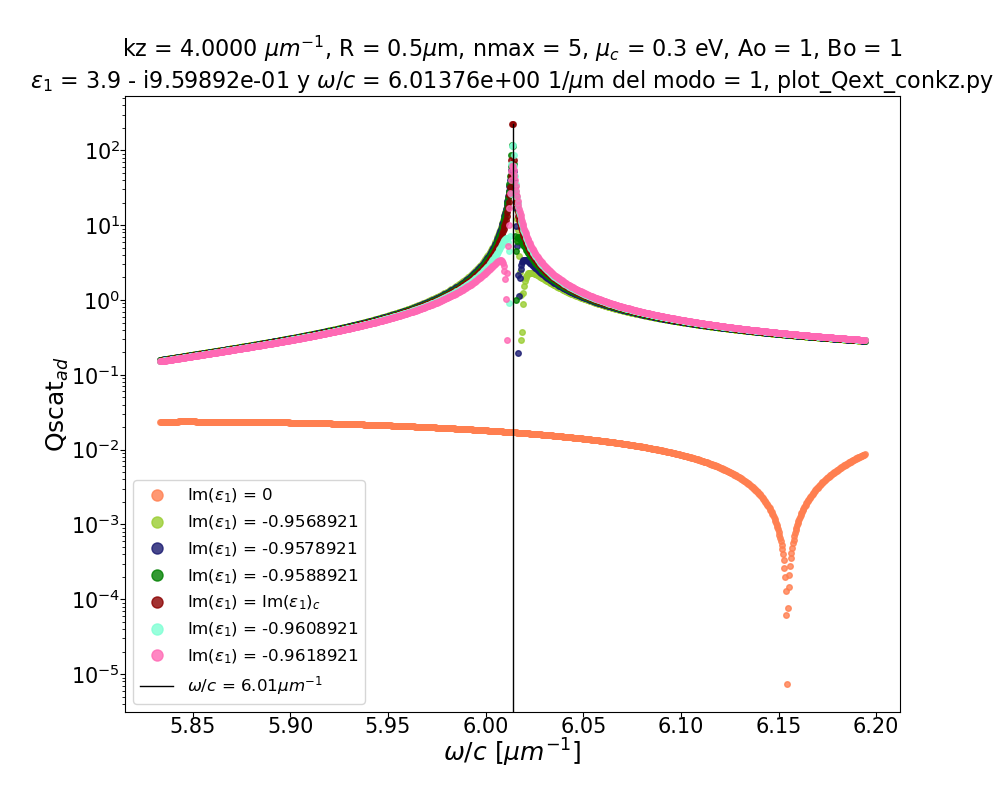 kz = 4.0000 μm⁻¹, R = 0.5μm, nmax = 5, μ_c = 0.3 eV, Ao = 1, Bo = 1
ε₁ = 3.9 - i9.59892e-01 y ω/c = 6.01376e+00 1/μm del modo = 1, plot_Qext_conkz.py
Qscat_ad
10²
10¹
10⁰
10⁻¹
10⁻²
10⁻³
10⁻⁴
10⁻⁵
Im(ε₁) = 0
Im(ε₁) = -0.9568921
Im(ε₁) = -0.9578921
Im(ε₁) = -0.9588921
Im(ε₁) = Im(ε₁)_c
Im(ε₁) = -0.9608921
Im(ε₁) = -0.9618921
ω/c = 6.01μm⁻¹
5.85 5.90 5.95 6.00 6.05 6.10 6.15 6.20
ω/c [μm⁻¹]